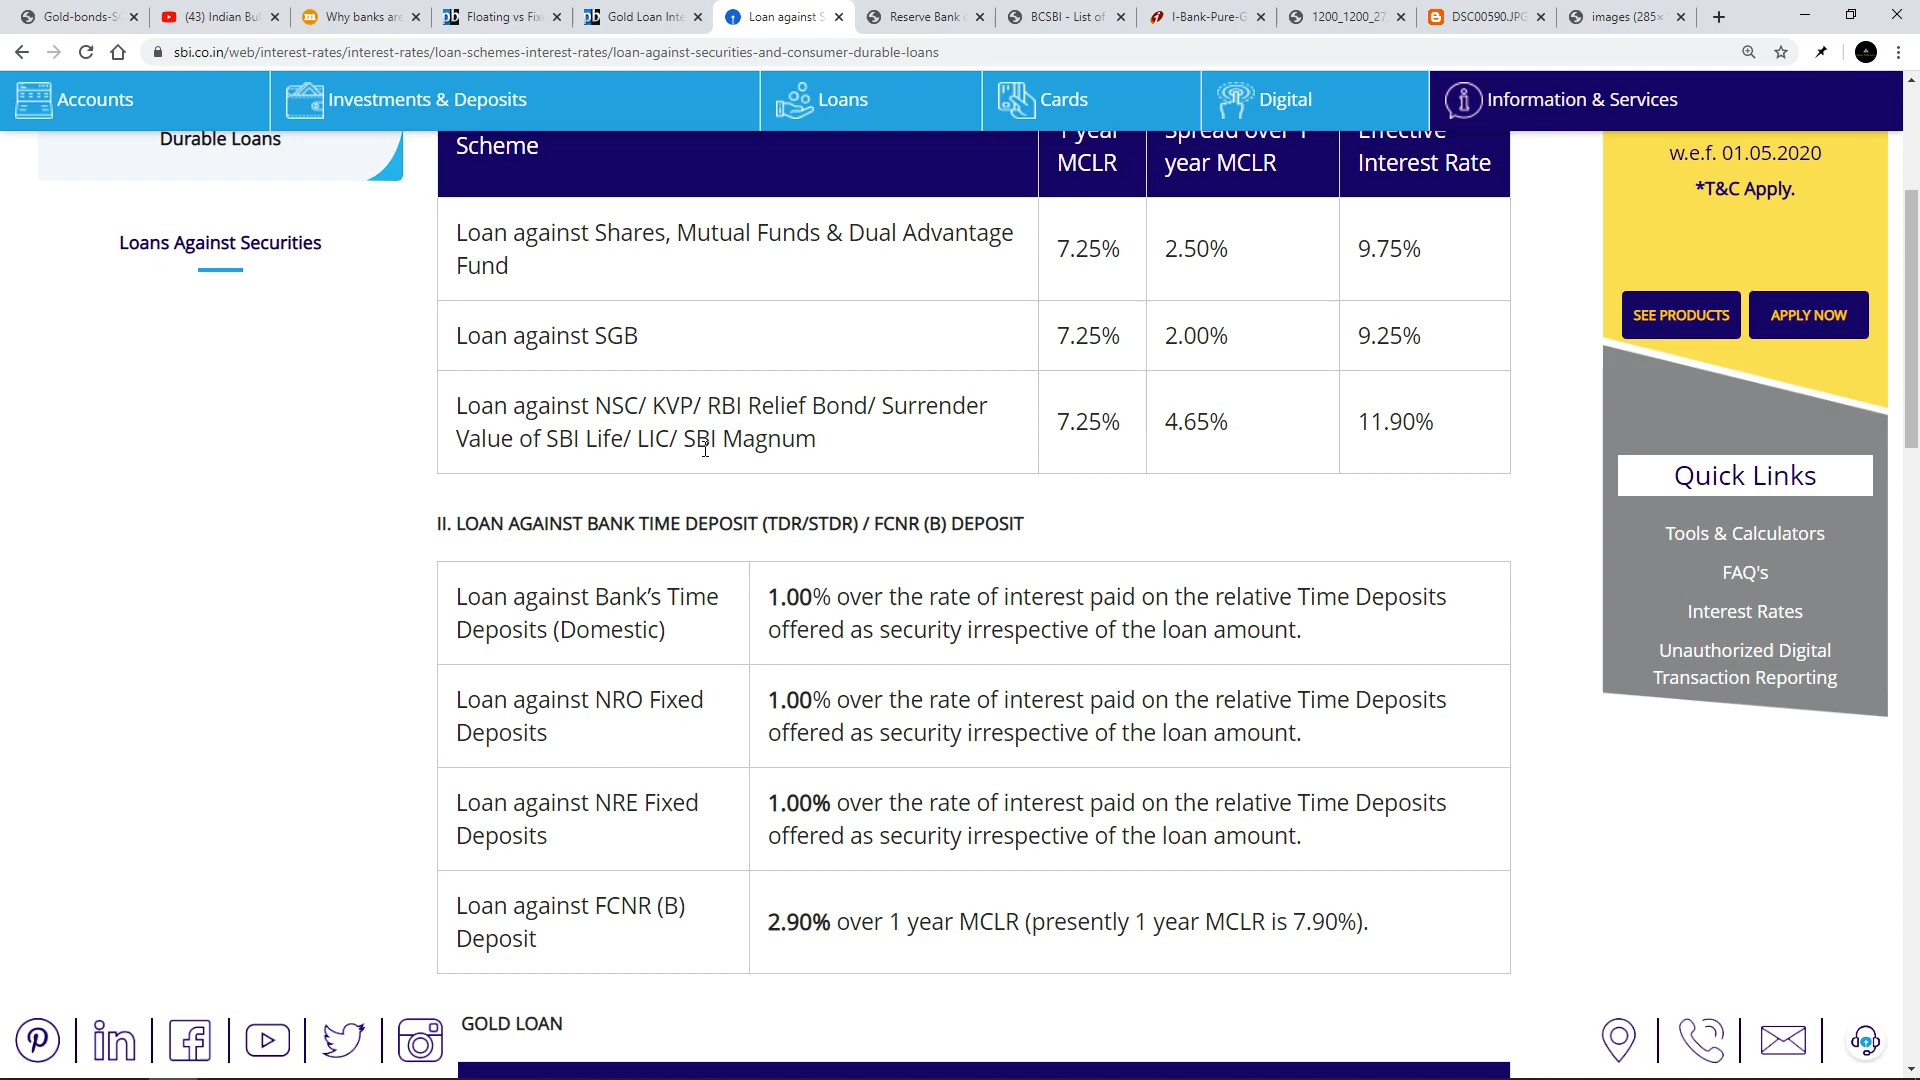 Gold-bonds-S
(43) Indian Bu
Why banks are
Floating vs Fix
Gold Loan Inte
Loan against S
Reserve Bank
BCSBI - List of
I-Bank-Pure-G
1200_1200_27
DSC00590.JPG
images (285×
sbi.co.in/web/interest-rates/interest-rates/loan-schemes-interest-rates/loan-against-securities-and-consumer-durable-loans
Accounts
Investments & Deposits
Loans
Cards
Digital
Information & Services
Durable Loans
Loans Against Securities
Scheme
1 year
MCLR
Spread over 1
year MCLR
Effective
Interest Rate
Loan against Shares, Mutual Funds & Dual Advantage
Fund
7.25%
2.50%
9.75%
Loan against SGB
7.25%
2.00%
9.25%
Loan against NSC/ KVP/ RBI Relief Bond/ Surrender
Value of SBI Life/ LIC/ SBI Magnum
7.25%
4.65%
11.90%
II. LOAN AGAINST BANK TIME DEPOSIT (TDR/STDR) / FCNR (B) DEPOSIT
Loan against Bank’s Time
Deposits (Domestic)
1.00% over the rate of interest paid on the relative Time Deposits
offered as security irrespective of the loan amount.
Loan against NRO Fixed
Deposits
1.00% over the rate of interest paid on the relative Time Deposits
offered as security irrespective of the loan amount.
Loan against NRE Fixed
Deposits
1.00% over the rate of interest paid on the relative Time Deposits
offered as security irrespective of the loan amount.
Loan against FCNR (B)
Deposit
2.90% over 1 year MCLR (presently 1 year MCLR is 7.90%).
GOLD LOAN
w.e.f. 01.05.2020
*T&C Apply.
SEE PRODUCTS
APPLY NOW
Quick Links
Tools & Calculators
FAQ's
Interest Rates
Unauthorized Digital
Transaction Reporting